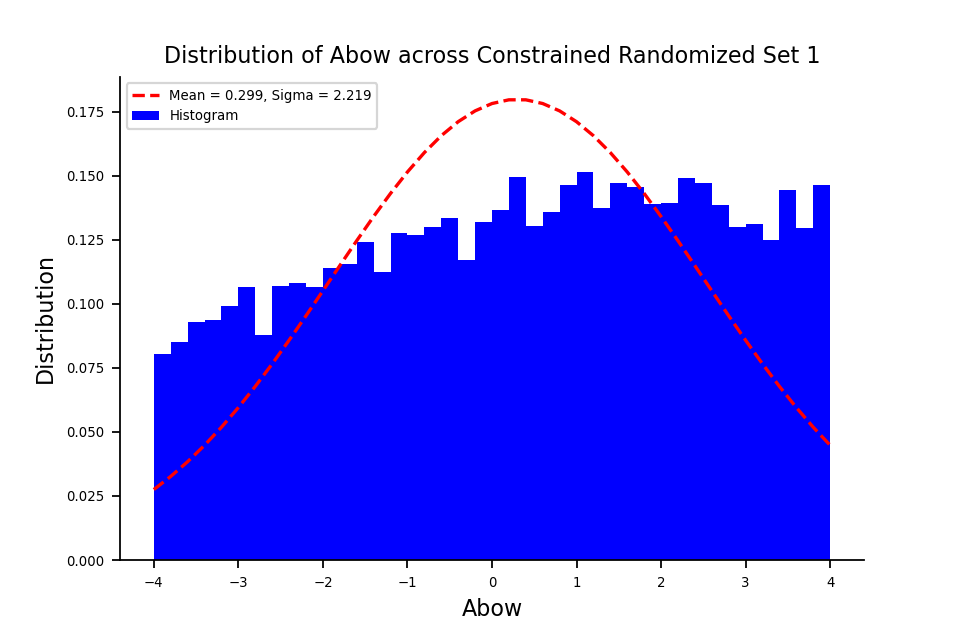 Distribution of Abow across Constrained Randomized Set 1
Mean = 0.299, Sigma = 2.219
Histogram
Distribution
0.175
0.150
0.125
0.100
0.075
0.050
0.025
0.000
−4 −3 −2 −1 0 1 2 3 4
Abow